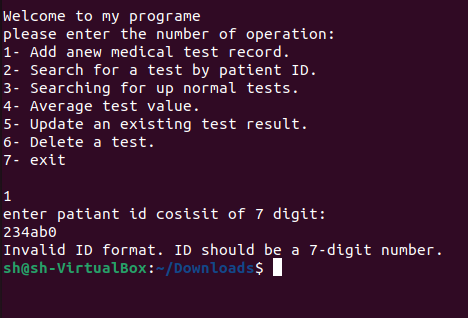 Welcome to my programe
please enter the number of operation:
1- Add anew medical test record.
2- Search for a test by patient ID.
3- Searching for up normal tests.
4- Average test value.
5- Update an existing test result.
6- Delete a test.
7- exit
1
enter patiant id cosisit of 7 digit:
234ab0
Invalid ID format. ID should be a 7-digit number.
sh@sh-VirtualBox:~/Downloads$